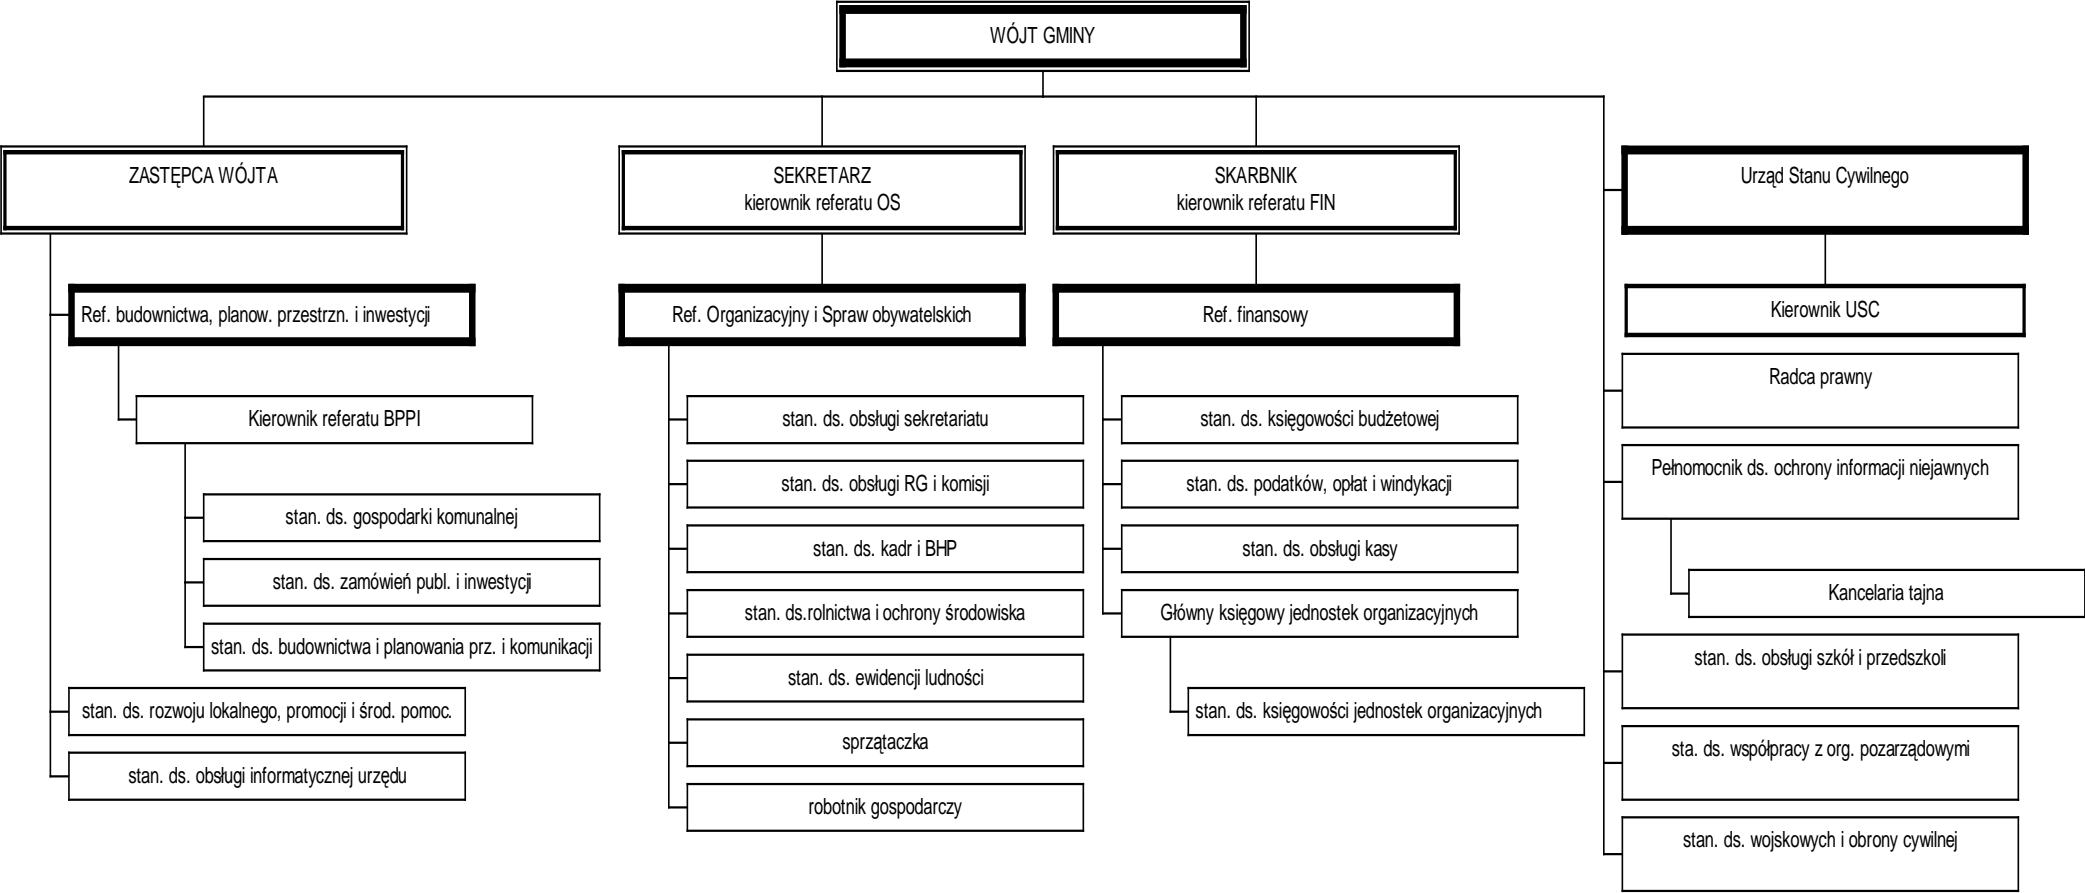 WÓJT GMINY
ZASTĘPCA WÓJTA
SEKRETARZ
kierownik referatu OS
SKARBNIK
kierownik referatu FIN
Urząd Stanu Cywilnego
Ref. budownictwa, planow. przestrzn. i inwestycji
Kierownik referatu BPPI
stan. ds. gospodarki komunalnej
stan. ds. zamówień publ. i inwestycji
stan. ds. budownictwa i planowania prz. i komunikacji
stan. ds. rozwoju lokalnego, promocji i środ. pomoc.
stan. ds. obsługi informatycznej urzędu
Ref. Organizacyjny i Spraw obywatelskich
stan. ds. obsługi sekretariatu
stan. ds. obsługi RG i komisji
stan. ds. kadr i BHP
stan. ds.rolnictwa i ochrony środowiska
stan. ds. ewidencji ludności
sprzątaczka
robotnik gospodarczy
Ref. finansowy
stan. ds. księgowości budżetowej
stan. ds. podatków, opłat i windykacji
stan. ds. obsługi kasy
Główny księgowy jednostek organizacyjnych
stan. ds. księgowości jednostek organizacyjnych
Kierownik USC
Radca prawny
Pełnomocnik ds. ochrony informacji niejawnych
Kancelaria tajna
stan. ds. obsługi szkół i przedszkoli
sta. ds. współpracy z org. pozarządowymi
stan. ds. wojskowych i obrony cywilnej